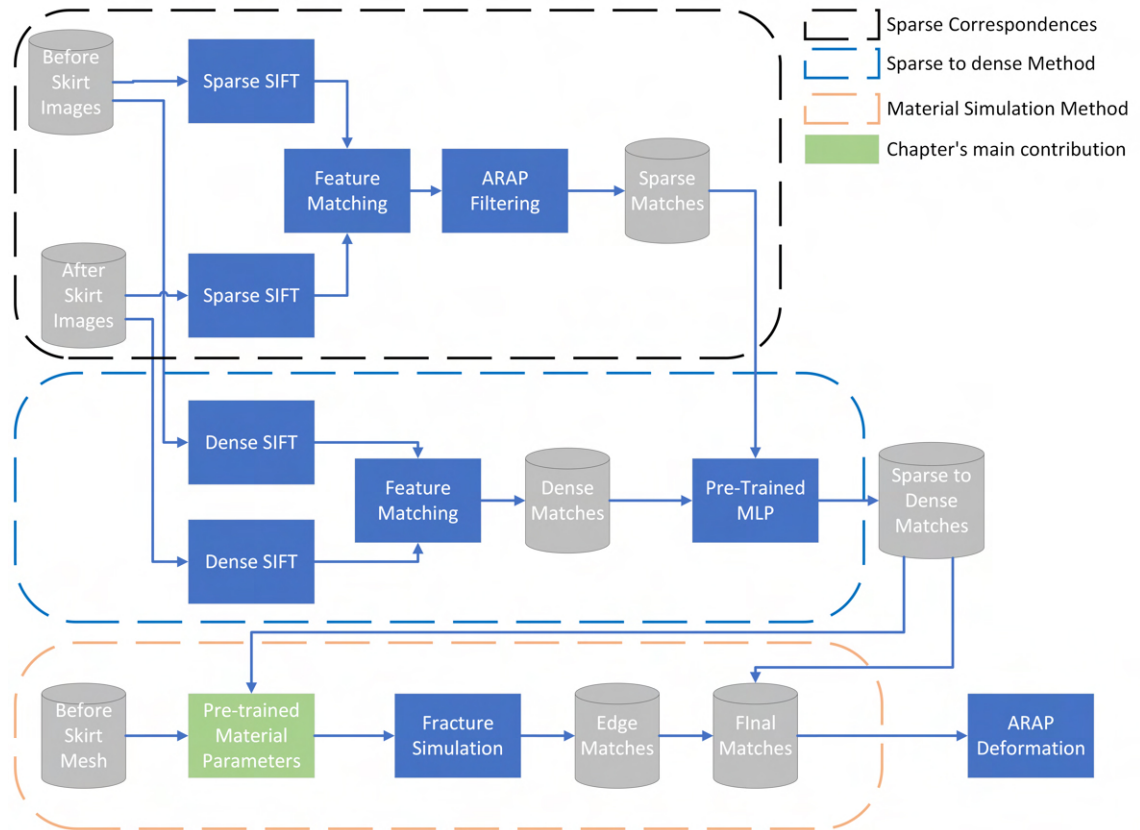 Before
Skirt
Images
Sparse SIFT
Feature
Matching
ARAP
Filtering
Sparse
Matches
After
Skirt
Images
Sparse SIFT
Sparse Correspondences
Sparse to dense Method
Material Simulation Method
Chapter's main contribution
Dense SIFT
Feature
Matching
Dense
Matches
Pre-Trained
MLP
Sparse to
Dense
Matches
Dense SIFT
Before
Skirt
Mesh
Pre-trained
Material
Parameters
Fracture
Simulation
Edge
Matches
FInal
Matches
ARAP
Deformation